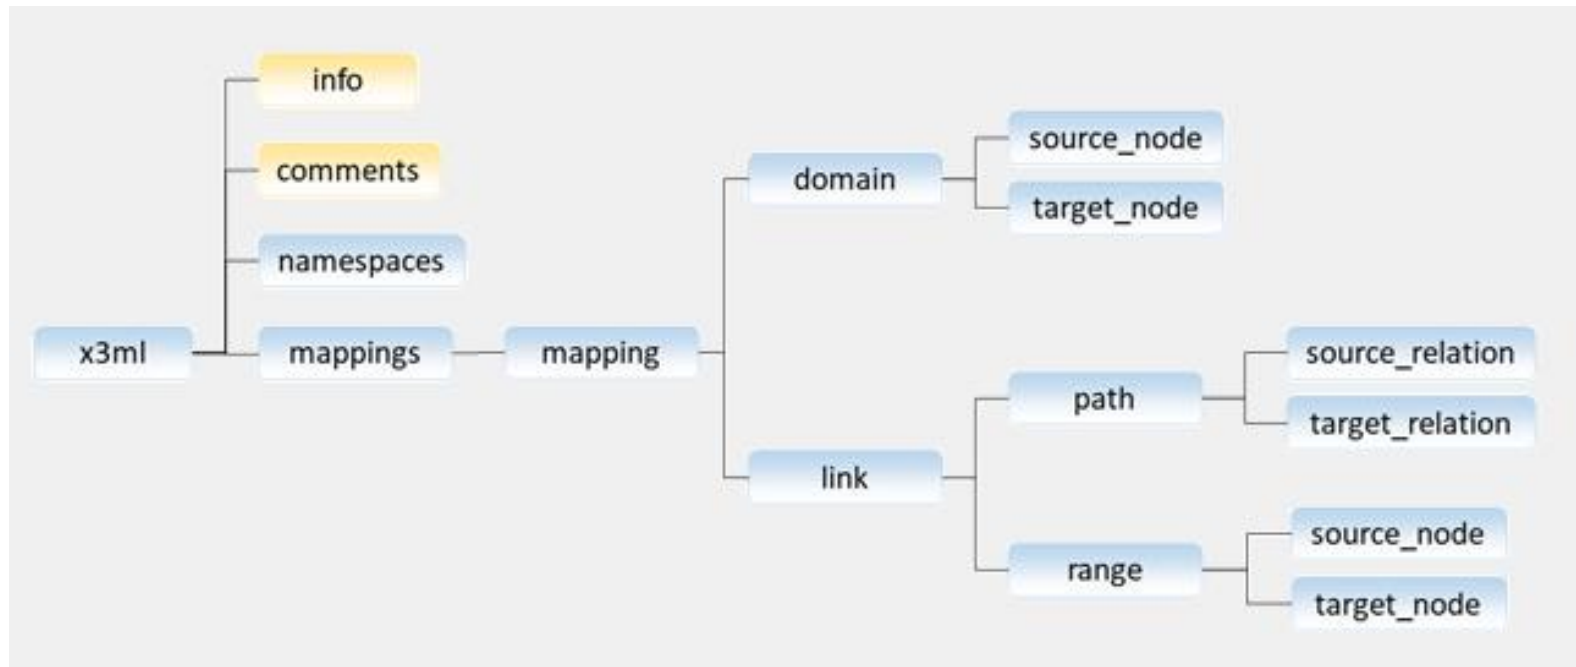 info
comments
namespaces
x3ml
mappings
mapping
domain
source_node
target_node
link
path
source_relation
target_relation
range
source_node
target_node